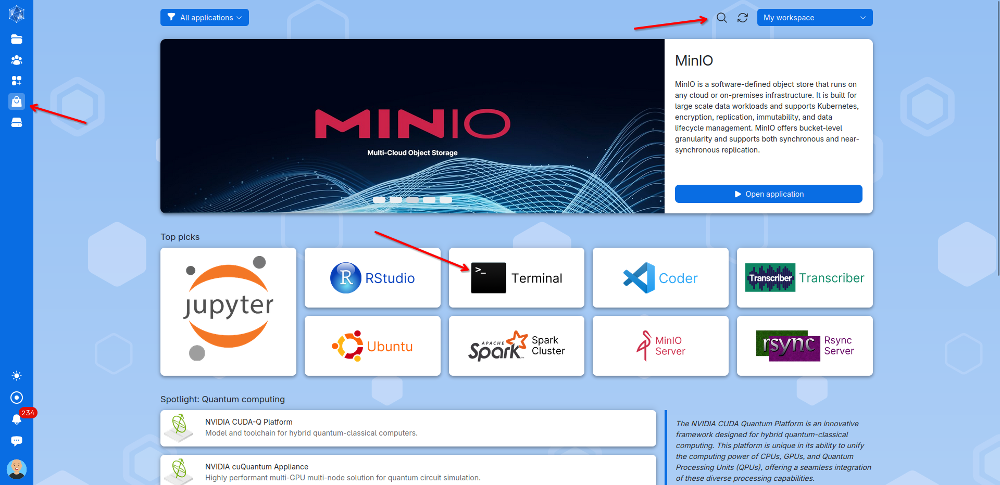 All applications
My workspace
MINIO
Multi-Cloud Object Storage
MinIO
MinIO is a software-defined object store that runs on
any cloud or on-premises infrastructure. It is built for
large scale data workloads and supports Kubernetes,
encryption, replication, immutability, and data
lifecycle management. MinIO offers bucket-level
granularity and supports both synchronous and near-
synchronous replication.
Open application
Top picks
jupyter
R RStudio
>_ Terminal
Coder
Transcriber Transcriber
Ubuntu
APACHE
Spark™
Spark
Cluster
MinIO
Server
rsync
Rsync
Server
Spotlight: Quantum computing
NVIDIA CUDA-Q Platform
Model and toolchain for hybrid quantum-classical computers.
NVIDIA cuQuantum Appliance
Highly performant multi-GPU multi-node solution for quantum circuit simulation.
The NVIDIA CUDA Quantum Platform is an innovative
framework designed for hybrid quantum-classical
computing. This platform is unique in its ability to unify
the computing power of CPUs, GPUs, and Quantum
Processing Units (QPUs), offering a seamless integration
of these diverse processing capabilities.
234